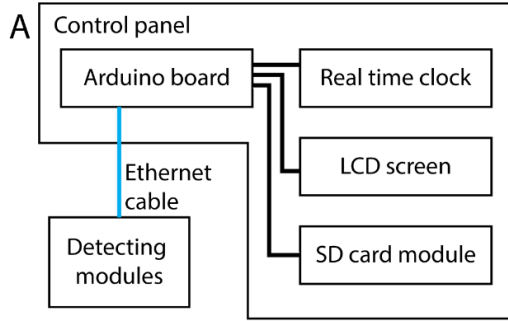 A
Control panel
Arduino board
Real time clock
LCD screen
Ethernet
cable
Detecting
modules
SD card module